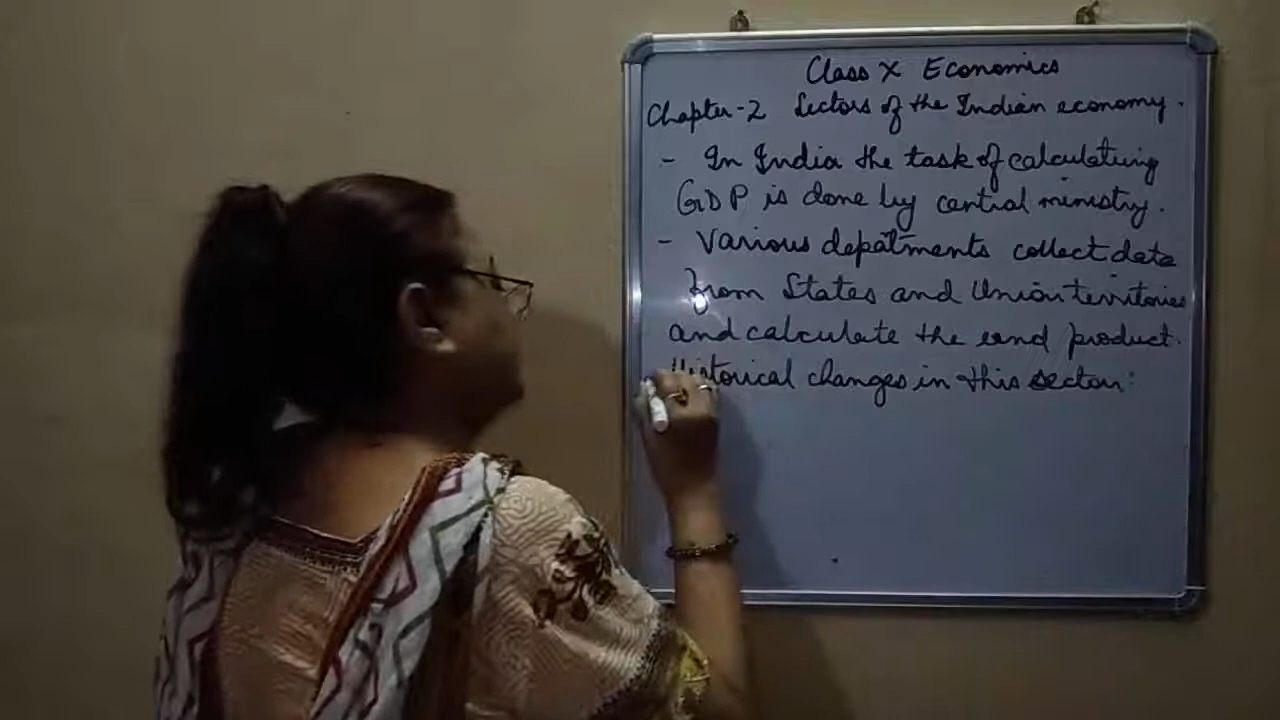 Class X Economics
Chapter-2 Sectors of the Indian economy.
- In India the task of calculating
GDP is done by central ministry.
- Various depatments collect data
from States and Union territories
and calculate the end product.
Historical changes in this sector: